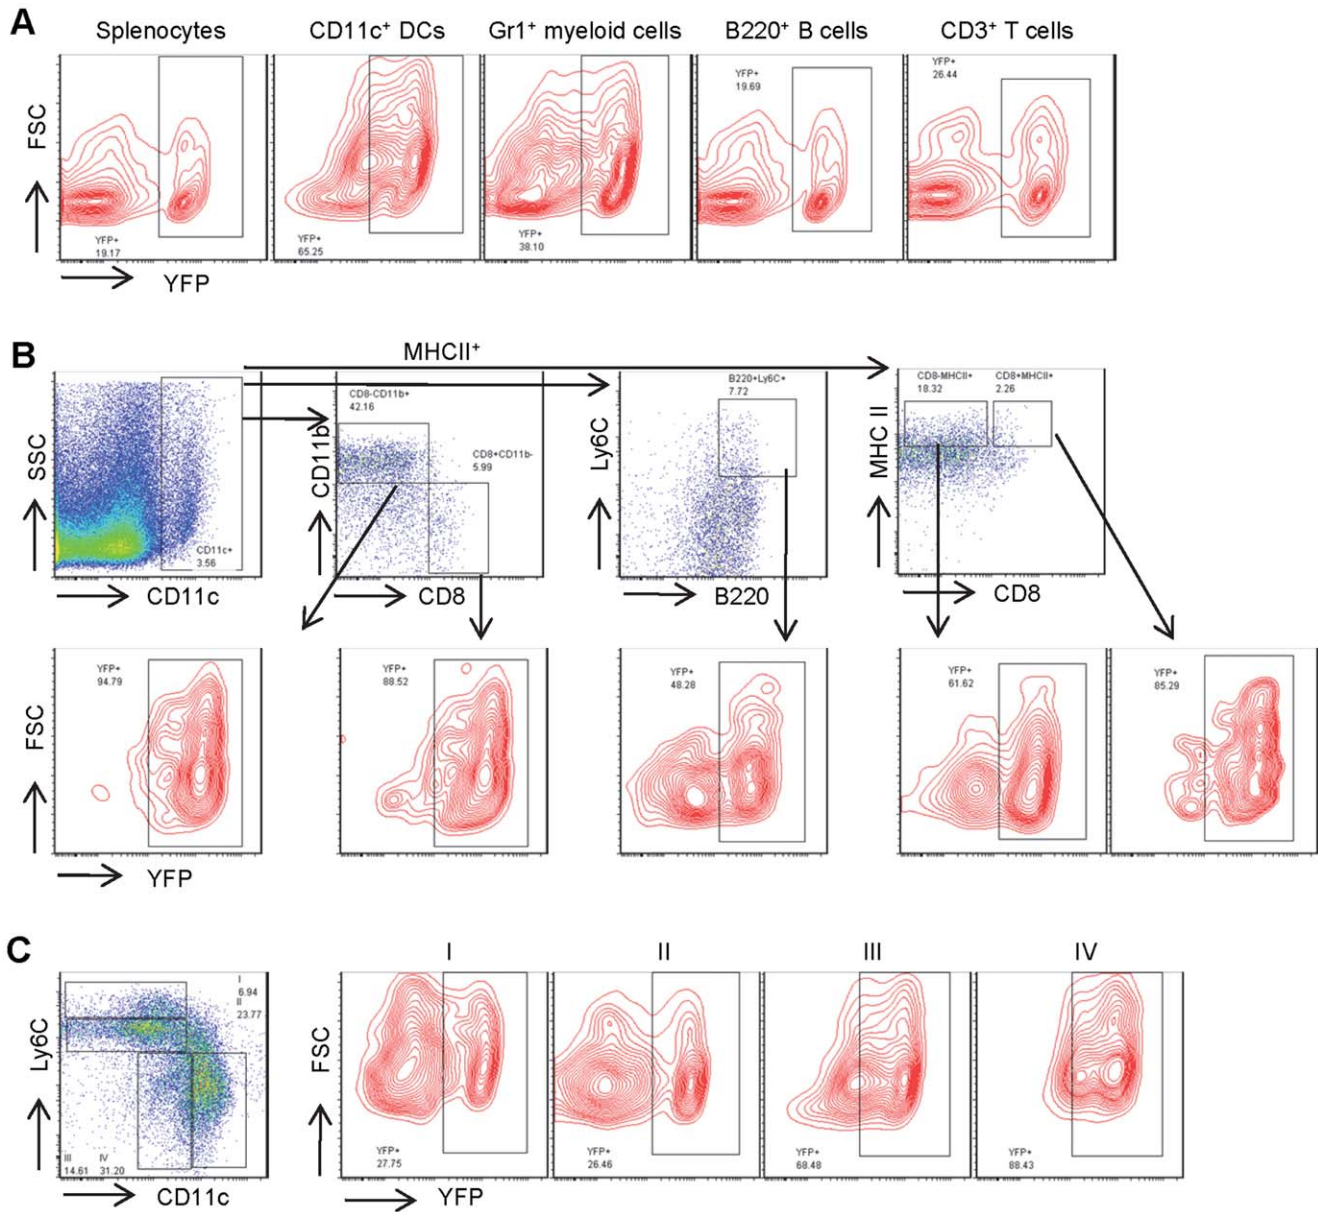 A
Splenocytes
CD11c+ DCs
Gr1+ myeloid cells
B220+ B cells
CD3+ T cells
FSC
YFP+
19.17
YFP+
65.25
YFP+
38.10
YFP+
19.69
YFP+
26.44
YFP
B
MHCII+
SSC
CD11c+
3.56
CD11c
CD11b
CD8-CD11b+
42.16
CD8+CD11b-
5.99
CD8
Ly6C
B220+Ly6C+
7.72
B220
MHC II
CD8-MHCII+
18.32
CD8+MHCII+
2.26
CD8
FSC
YFP+
94.79
YFP+
88.52
YFP+
48.28
YFP+
61.62
YFP+
85.29
YFP
C
Ly6C
I
6.94
II
23.77
III
14.61
IV
31.20
CD11c
I
II
III
IV
FSC
YFP+
27.75
YFP+
26.46
YFP+
68.48
YFP+
88.43
YFP